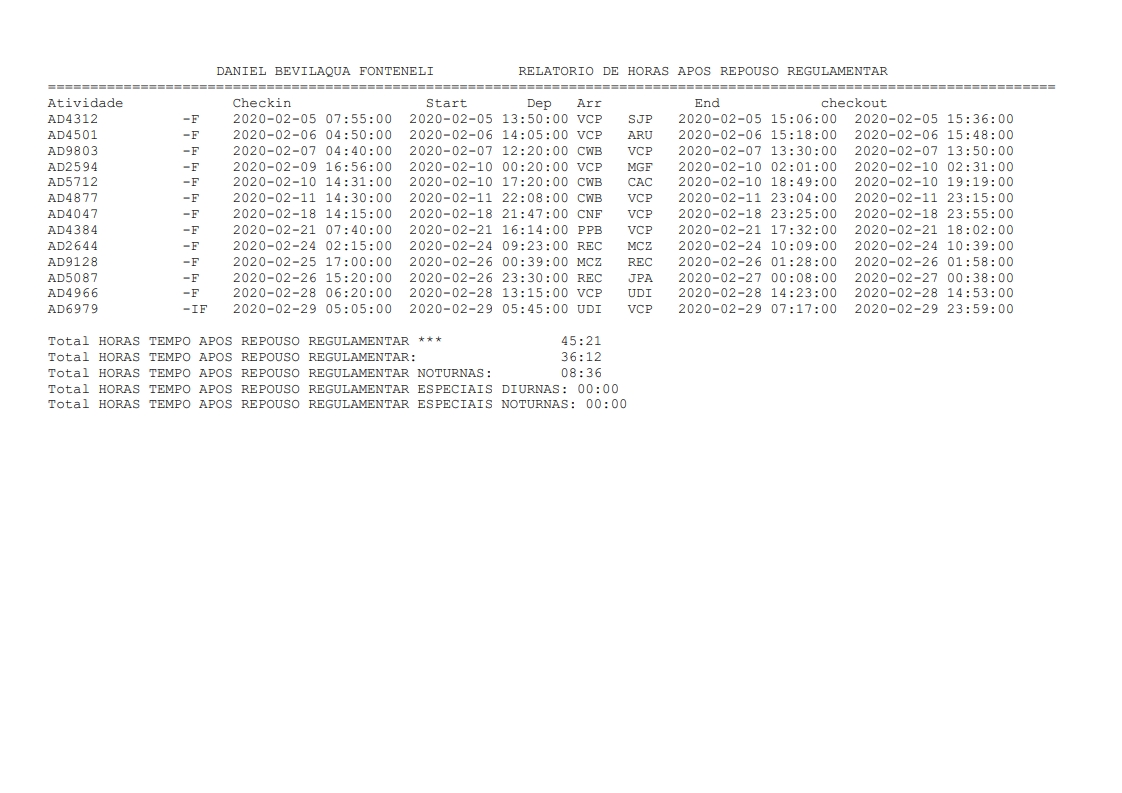 DANIEL BEVILAQUA FONTENELI          RELATORIO DE HORAS APOS REPOUSO REGULAMENTAR
========================================================================================================================
Atividade             Checkin                Start       Dep   Arr           End            checkout
AD4312          -F    2020-02-05 07:55:00  2020-02-05 13:50:00 VCP   SJP   2020-02-05 15:06:00  2020-02-05 15:36:00
AD4501          -F    2020-02-06 04:50:00  2020-02-06 14:05:00 VCP   ARU   2020-02-06 15:18:00  2020-02-06 15:48:00
AD9803          -F    2020-02-07 04:40:00  2020-02-07 12:20:00 CWB   VCP   2020-02-07 13:30:00  2020-02-07 13:50:00
AD2594          -F    2020-02-09 16:56:00  2020-02-10 00:20:00 VCP   MGF   2020-02-10 02:01:00  2020-02-10 02:31:00
AD5712          -F    2020-02-10 14:31:00  2020-02-10 17:20:00 CWB   CAC   2020-02-10 18:49:00  2020-02-10 19:19:00
AD4877          -F    2020-02-11 14:30:00  2020-02-11 22:08:00 CWB   VCP   2020-02-11 23:04:00  2020-02-11 23:15:00
AD4047          -F    2020-02-18 14:15:00  2020-02-18 21:47:00 CNF   VCP   2020-02-18 23:25:00  2020-02-18 23:55:00
AD4384          -F    2020-02-21 07:40:00  2020-02-21 16:14:00 PPB   VCP   2020-02-21 17:32:00  2020-02-21 18:02:00
AD2644          -F    2020-02-24 02:15:00  2020-02-24 09:23:00 REC   MCZ   2020-02-24 10:09:00  2020-02-24 10:39:00
AD9128          -F    2020-02-25 17:00:00  2020-02-26 00:39:00 MCZ   REC   2020-02-26 01:28:00  2020-02-26 01:58:00
AD5087          -F    2020-02-26 15:20:00  2020-02-26 23:30:00 REC   JPA   2020-02-27 00:08:00  2020-02-27 00:38:00
AD4966          -F    2020-02-28 06:20:00  2020-02-28 13:15:00 VCP   UDI   2020-02-28 14:23:00  2020-02-28 14:53:00
AD6979          -IF   2020-02-29 05:05:00  2020-02-29 05:45:00 UDI   VCP   2020-02-29 07:17:00  2020-02-29 23:59:00
Total HORAS TEMPO APOS REPOUSO REGULAMENTAR ***              45:21
Total HORAS TEMPO APOS REPOUSO REGULAMENTAR:                 36:12
Total HORAS TEMPO APOS REPOUSO REGULAMENTAR NOTURNAS:        08:36
Total HORAS TEMPO APOS REPOUSO REGULAMENTAR ESPECIAIS DIURNAS: 00:00
Total HORAS TEMPO APOS REPOUSO REGULAMENTAR ESPECIAIS NOTURNAS: 00:00